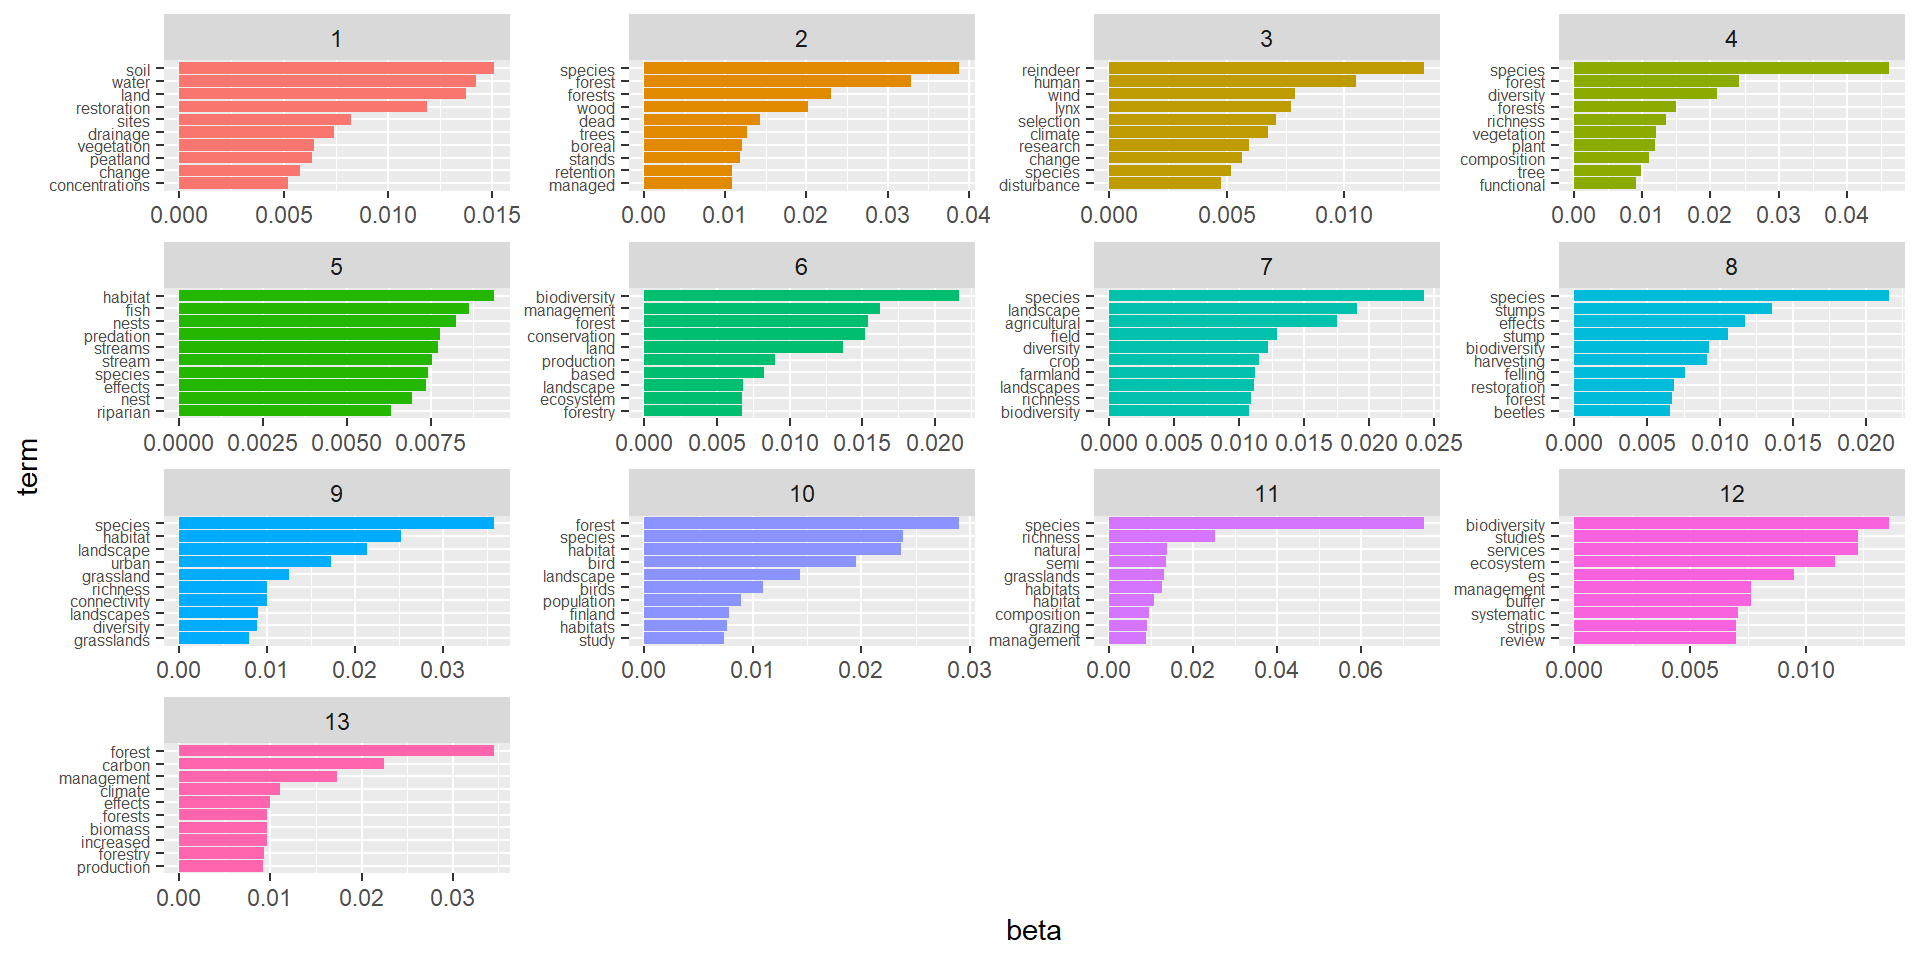 1
soil
water
land
restoration
sites
drainage
vegetation
peatland
change
concentrations
0.000 0.005 0.010 0.015
2
species
forest
forests
wood
dead
trees
boreal
stands
retention
managed
0.00 0.01 0.02 0.03 0.04
3
reindeer
human
wind
lynx
selection
climate
research
change
species
disturbance
0.000 0.005 0.010
4
species
forest
diversity
forests
richness
vegetation
plant
composition
tree
functional
0.00 0.01 0.02 0.03 0.04
5
habitat
fish
nests
predation
streams
stream
species
effects
nest
riparian
0.0000 0.0025 0.0050 0.0075
6
biodiversity
management
forest
conservation
land
production
based
landscape
ecosystem
forestry
0.000 0.005 0.010 0.015 0.020
7
species
landscape
agricultural
field
diversity
crop
farmland
landscapes
richness
biodiversity
0.000 0.005 0.010 0.015 0.020 0.025
8
species
stumps
effects
stump
biodiversity
harvesting
felling
restoration
forest
beetles
0.000 0.005 0.010 0.015 0.020
9
species
habitat
landscape
urban
grassland
richness
connectivity
landscapes
diversity
grasslands
0.00 0.01 0.02 0.03
10
forest
species
habitat
bird
landscape
birds
population
finland
habitats
study
0.00 0.01 0.02 0.03
11
species
richness
natural
semi
grasslands
habitats
habitat
composition
grazing
management
0.00 0.02 0.04 0.06
12
biodiversity
studies
services
ecosystem
es
management
buffer
systematic
strips
review
0.000 0.005 0.010
13
forest
carbon
management
climate
effects
forests
biomass
increased
forestry
production
0.00 0.01 0.02 0.03
term
beta